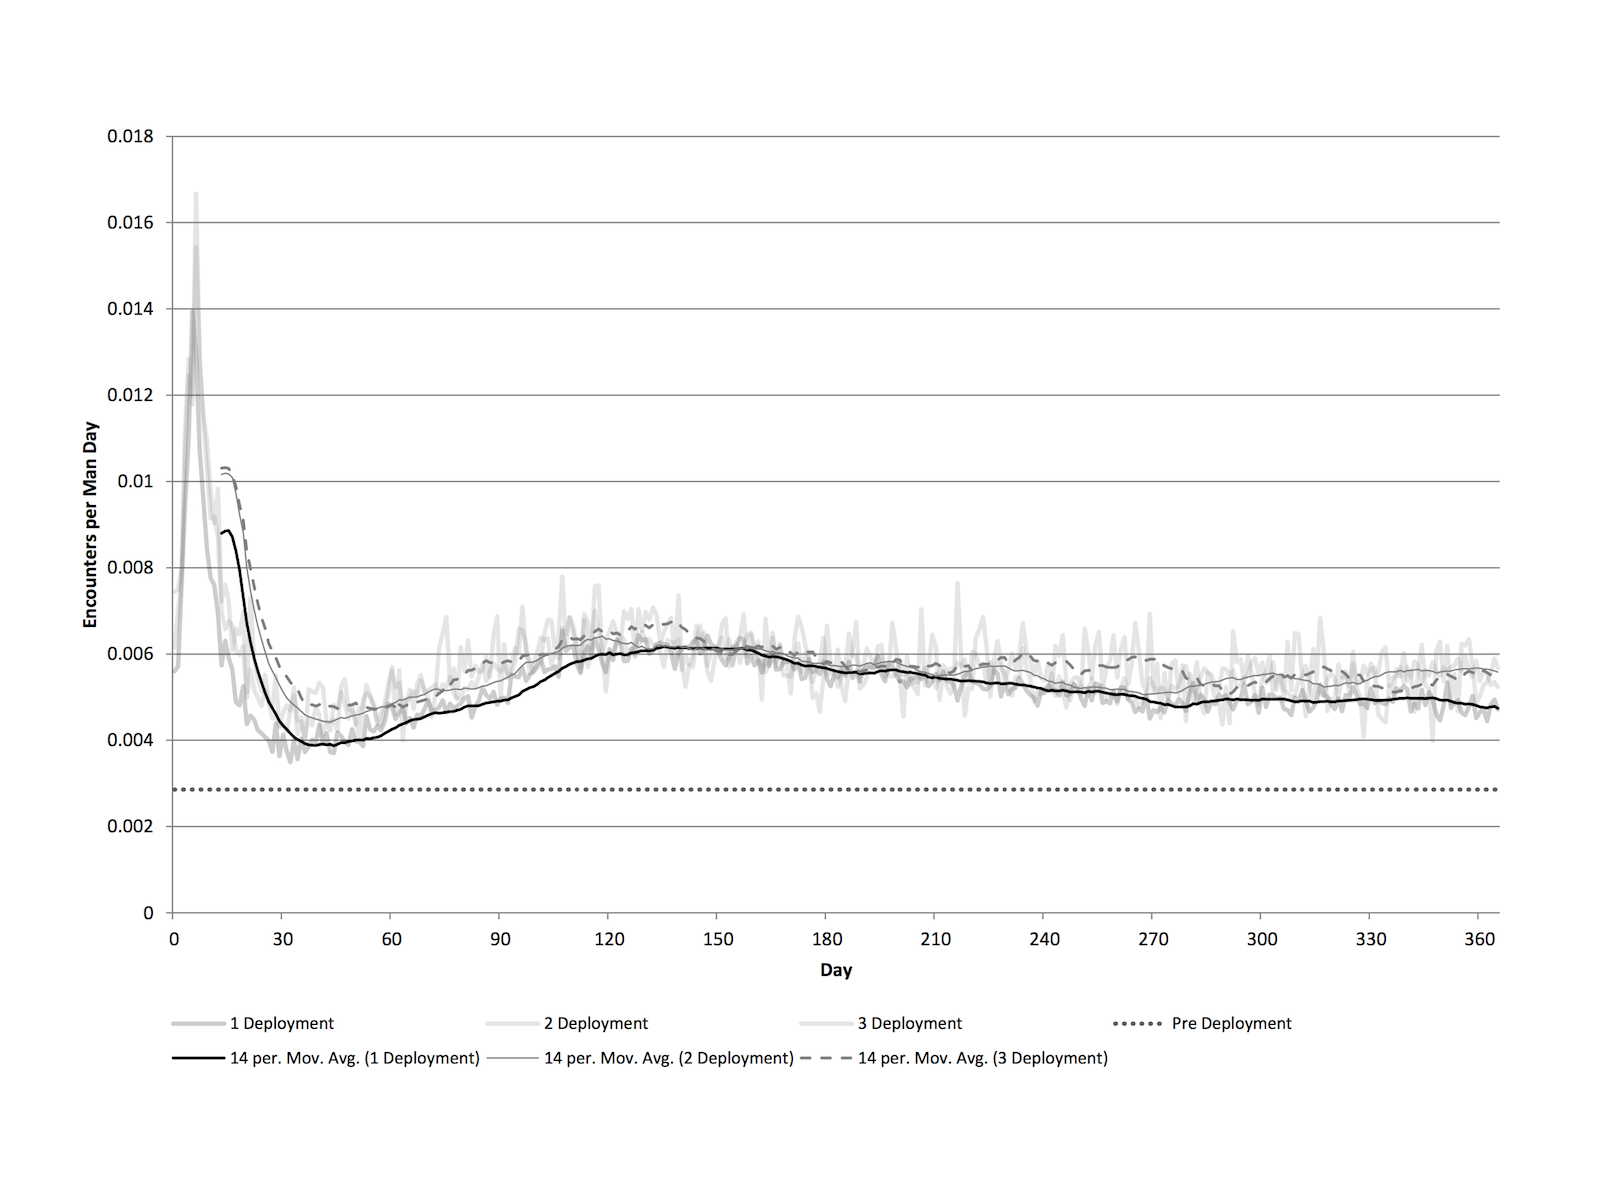 0.018
0.016
0.014
0.012
0.01
0.008
0.006
0.004
0.002
0
Encounters per Man Day
0 30 60 90 120 150 180 210 240 270 300 330 360
Day
1 Deployment 2 Deployment 3 Deployment Pre Deployment
14 per. Mov. Avg. (1 Deployment) 14 per. Mov. Avg. (2 Deployment) 14 per. Mov. Avg. (3 Deployment)